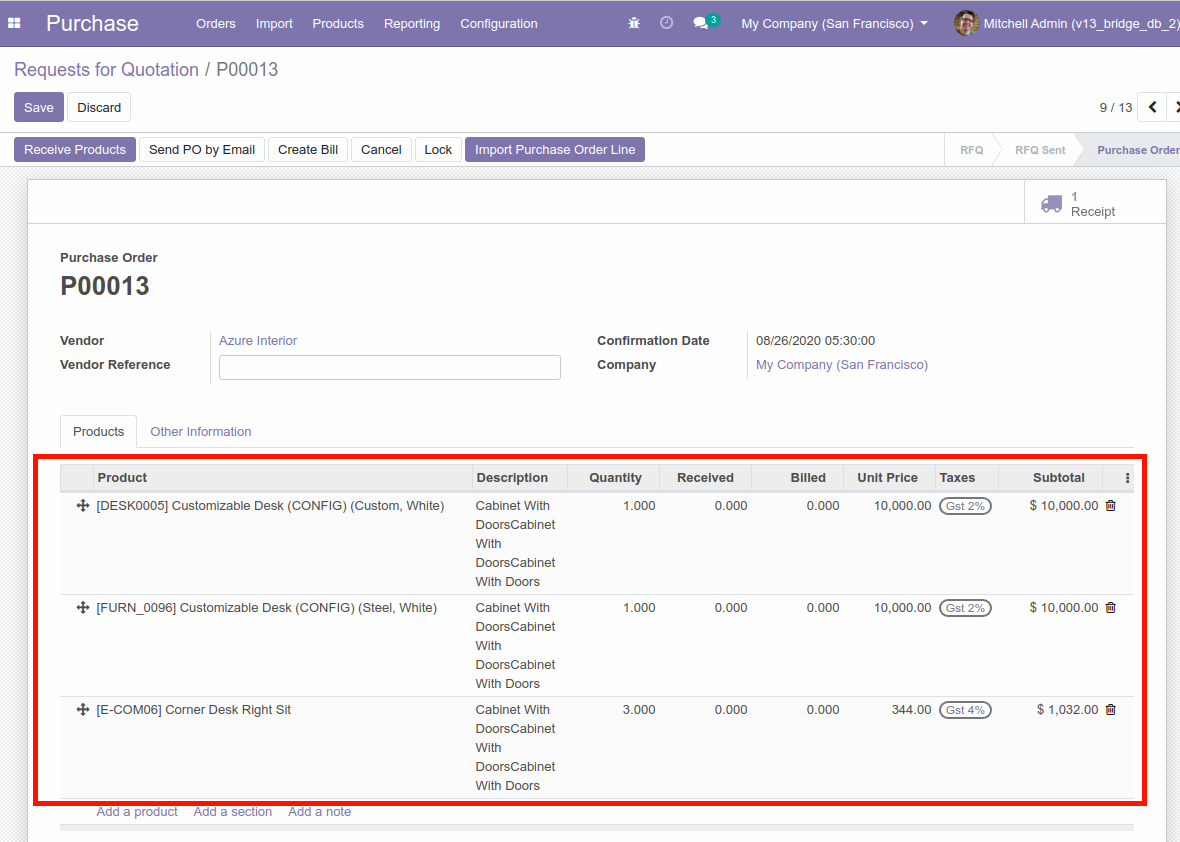 Purchase Orders Import Products Reporting Configuration 3 My Company (San Francisco) Mitchell Admin (v13_bridge_db_2)
Requests for Quotation / P00013
Save Discard 9 / 13
Receive Products Send PO by Email Create Bill Cancel Lock Import Purchase Order Line RFQ RFQ Sent Purchase Order
1
Receipt
Purchase Order
P00013
Vendor Azure Interior Confirmation Date 08/26/2020 05:30:00
Vendor Reference Company My Company (San Francisco)
Products Other Information
Product Description Quantity Received Billed Unit Price Taxes Subtotal
[DESK0005] Customizable Desk (CONFIG) (Custom, White) Cabinet With 1.000 0.000 0.000 10,000.00 Gst 2% $ 10,000.00
DoorsCabinet
With
DoorsCabinet
With Doors
[FURN_0096] Customizable Desk (CONFIG) (Steel, White) Cabinet With 1.000 0.000 0.000 10,000.00 Gst 2% $ 10,000.00
DoorsCabinet
With
DoorsCabinet
With Doors
[E-COM06] Corner Desk Right Sit Cabinet With 3.000 0.000 0.000 344.00 Gst 4% $ 1,032.00
DoorsCabinet
With
DoorsCabinet
With Doors
Add a product Add a section Add a note